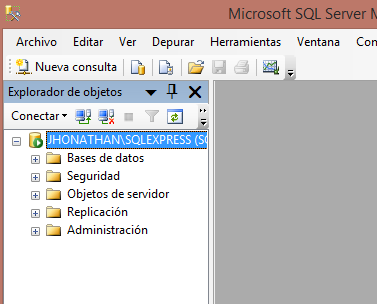 Microsoft SQL Server M
Archivo Editar Ver Depurar Herramientas Ventana Con
Nueva consulta
Explorador de objetos
Conectar
JHONATHAN\SQLEXPRESS (SQ
Bases de datos
Seguridad
Objetos de servidor
Replicación
Administración